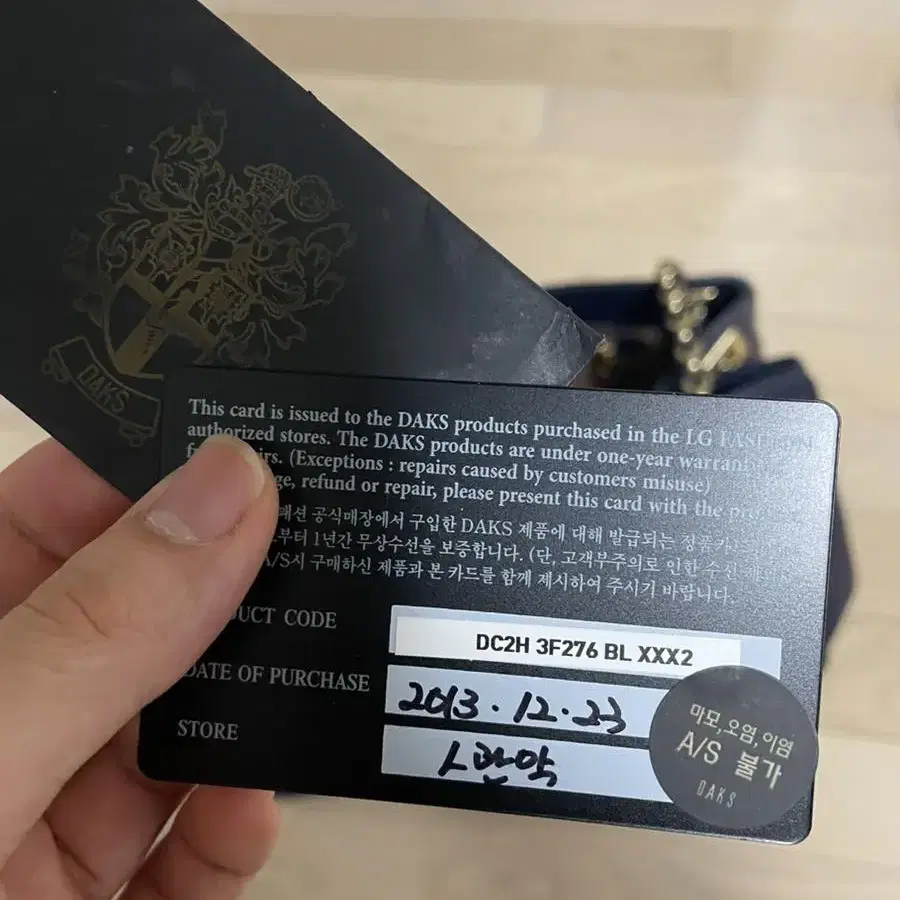 DAKS
This card is issued to the DAKS products purchased in the LG FASHION
authorized stores. The DAKS products are under one-year warranty
(Exceptions : repairs caused by customers misuse)
refund or repair, please present this card with the
공식매장에서 구입한 DAKS 제품에 대해 발급되는 정품
1년간 무상수선을 보증합니다. (단, 고객부주의로 인한 수선
A/S시 구매하신 제품과 본 카드를 함께 제시하여 주시기 바랍니다.
CODE
DC2H 3F276 BL XXX2
DATE OF PURCHASE
2013.12.23
STORE
마모,오염,이염
A/S 불가
DAKS